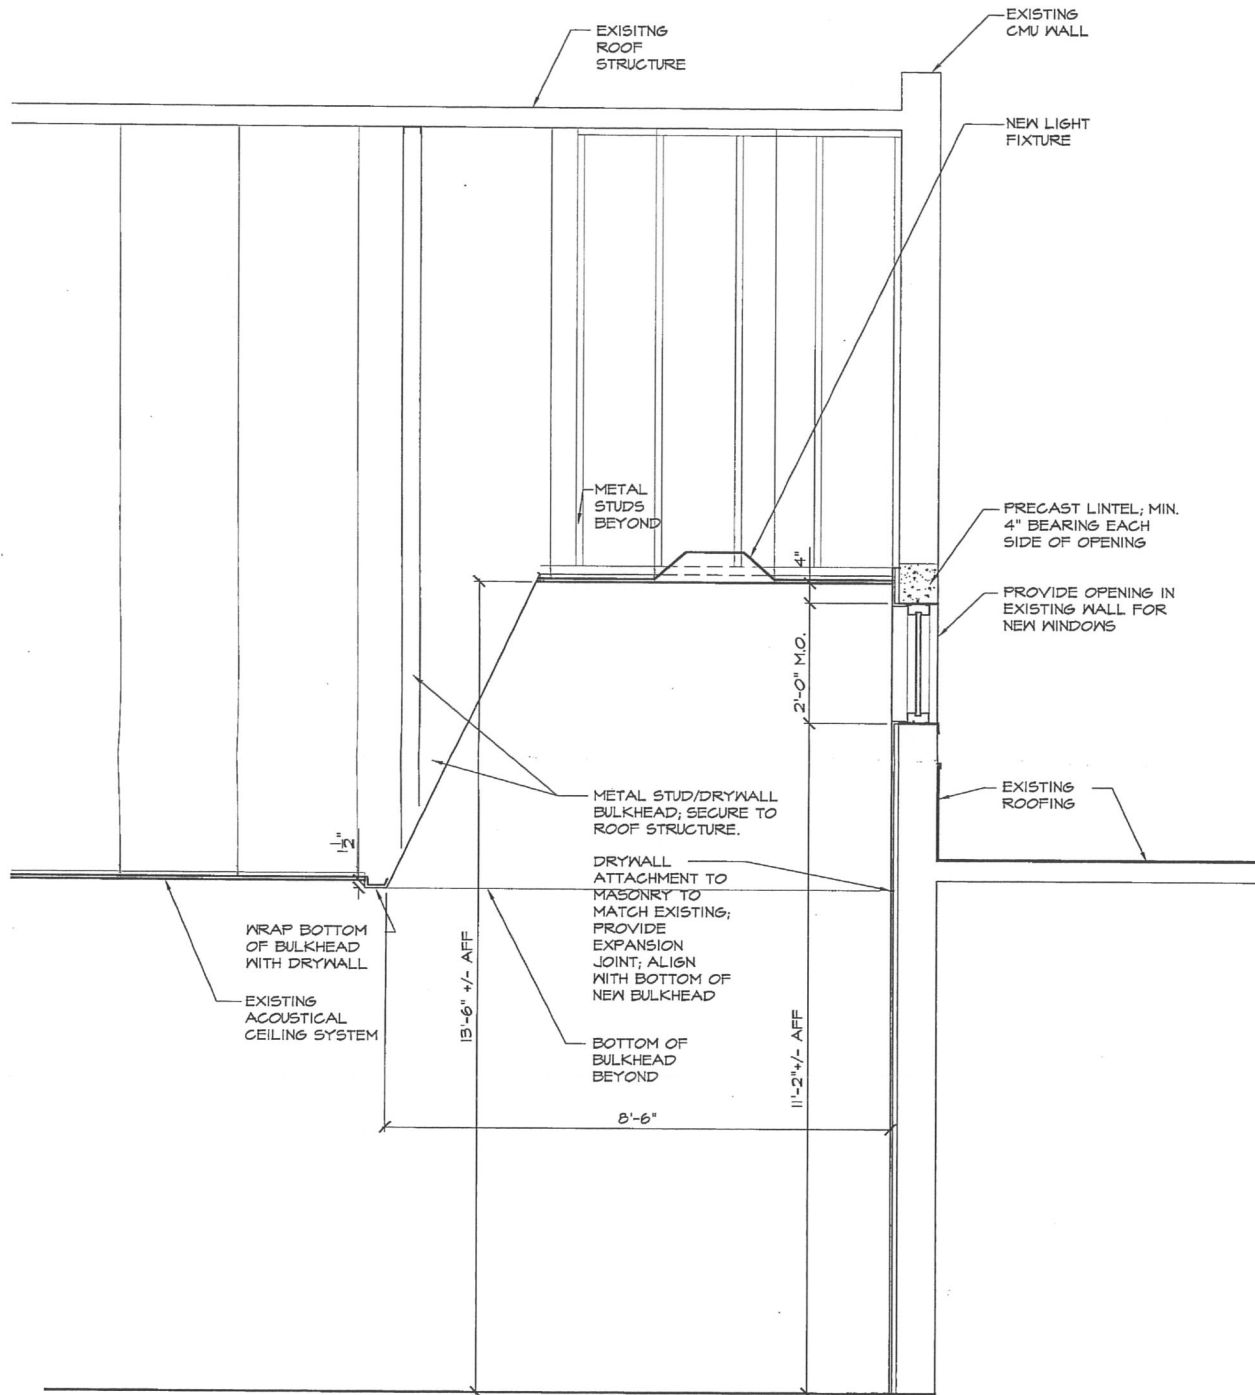 EXISITNG
ROOF
STRUCTURE
EXISTING
CMU WALL
NEW LIGHT
FIXTURE
METAL
STUDS
BEYOND
PRECAST LINTEL; MIN.
4" BEARING EACH
SIDE OF OPENING
4"
PROVIDE OPENING IN
EXISTING WALL FOR
NEW WINDOWS
2'-0" M.O.
METAL STUD/DRYWALL
BULKHEAD; SECURE TO
ROOF STRUCTURE.
EXISTING
ROOFING
1 1/2"
DRYWALL
ATTACHMENT TO
MASONRY TO
MATCH EXISTING;
PROVIDE
EXPANSION
JOINT; ALIGN
WITH BOTTOM OF
NEW BULKHEAD
WRAP BOTTOM
OF BULKHEAD
WITH DRYWALL
EXISTING
ACOUSTICAL
CEILING SYSTEM
13'-6" +/- AFF
BOTTOM OF
BULKHEAD
BEYOND
11'-2"+/- AFF
8'-6"